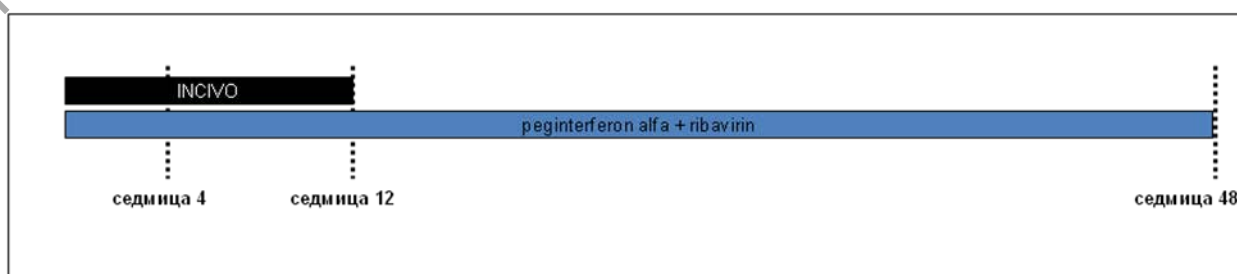 INCIVO
peginterferon alfa + ribavirin
седмица 4
седмица 12
седмица 48